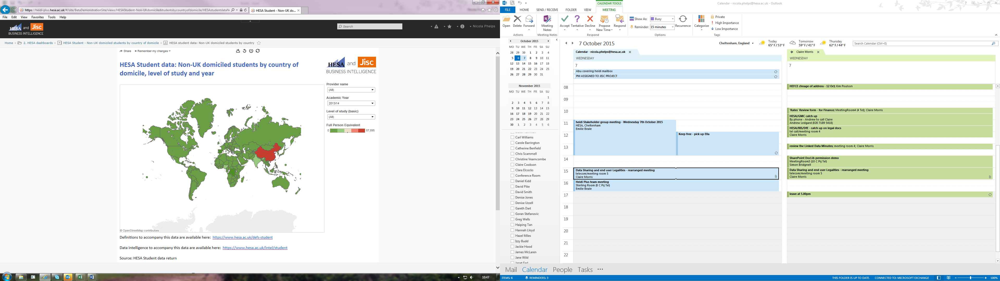 https://heidi-plus.hesa.ac.uk/#/site/BetaDemonstrationSite/views/HESAStudent-Non-UKdomiciledstudentsbycountryofdomicile/HESAstudentdataN
HESA Student - Non-UK do...
File Edit View Favorites Tools Help
HESA and Jisc
BUSINESS INTELLIGENCE
Search
Nicola Phelps
Home › 2. HESA dashboards › HESA Student - Non-UK domiciled students by country of domicile › HESA student data: Non-UK domiciled students by country
Share Remember my changes
HESA Student data: Non-UK domiciled students by country of
domicile, level of study and year
HESA and Jisc
BUSINESS INTELLIGENCE
Provider name
(All)
Academic Year
2013/14
Level of study (basic)
(All)
Full Person Equivalent
0 87,895
© OpenStreetMap contributors
Definitions to accompany this data are available here: https://www.hesa.ac.uk/defs-student
Data intelligence to accompany this data are available here: https://www.hesa.ac.uk/intel/student
Source: HESA Student data return
10:47
CALENDAR TOOLS
Calendar - nicola.phelps@hesa.ac.uk - Outlook
FILE HOME SEND / RECEIVE FOLDER VIEW MEETING
Open Delete Forward
Actions
Meeting Notes
Meeting Notes
Accept Tentative Decline Propose New Time Respond
Respond
Show As: Busy
Reminder: 15 minutes
Recurrence
Options
Categorize
Private
High Importance
Low Importance
Tags
October 2015
MO TU WE TH FR SA SU
28 29 30 1 2 3 4
5 6 7 8 9 10 11
12 13 14 15 16 17 18
19 20 21 22 23 24 25
26 27 28 29 30 31
November 2015
MO TU WE TH FR SA SU
1
2 3 4 5 6 7 8
9 10 11 12 13 14 15
16 17 18 19 20 21 22
23 24 25 26 27 28 29
30 1 2 3 4 5 6
Carl Williams
Carole Barrington
Catherine Benfield
Chris Scammell
Christine Vearncombe
Claire Cookson
Clara Elcocks
Conference Room
Daniel Kidd
David Pike
David Smith
Denise Jones
Denise Uzzell
Gareth Dart
Goran Stefanovic
Greg Wells
Haiping Tan
Hannah Lloyd
Hazel Miles
Izzy Budd
Jackie Hood
James McLaren
Jane Wild
7 October 2015
Cheltenham, England
Today
65°F/53°F
Tomorrow
59°F/41°F
Thursday
62°F/44°F
Search Calendar (Ctrl+E)
Calendar - nicola.phelps@hesa.ac.uk
WEDNESDAY
7
Abu covering heidi mailbox
PM ASSIGNED TO JISC PROJECT
08
09
10
11
12
13
14
15
16
17
18
19
20
21
22
heidi Stakeholder group meeting - Wednesday 7th October 2015
HESA, Cheltenham
Emilie Beale
Keep free - pick up Ella
Data Sharing and end user Legalities - rearranged meeting
telecom/meeting room 5
Claire Morris
Heidi Plus team meeting
Sterling Room (8 C Prj Tel)
Emilie Beale
Claire Morris
WEDNESDAY
7
HEFCE chnage of address - 12 Oct; Kim Poulson
'Rates' Review form - for Finance; MeetingRoom4 (4 Tel); Claire Morris
HESA/GMC catch up
By phone - Andrew to call Claire
Andrew Ledgard (020 7189 5418)
HESA/BIS/DfE - catch up on legal docs
tel call/meeting room 4
Claire Morris
review the Linked Data Minutes; meeting room 4; Claire Morris
SharePoint DocLib permission demo
MeetingRoom3 (10 C Prj Tel)
Simon Bridgnell
Data Sharing and end user Legalities - rearranged meeting
telecom/meeting room 5
Claire Morris
leave at 5.00pm
Mail Calendar People Tasks ···
ITEMS: 6 REMINDERS: 3
THIS FOLDER IS UP TO DATE. CONNECTED TO: MICROSOFT EXCHANGE 100%